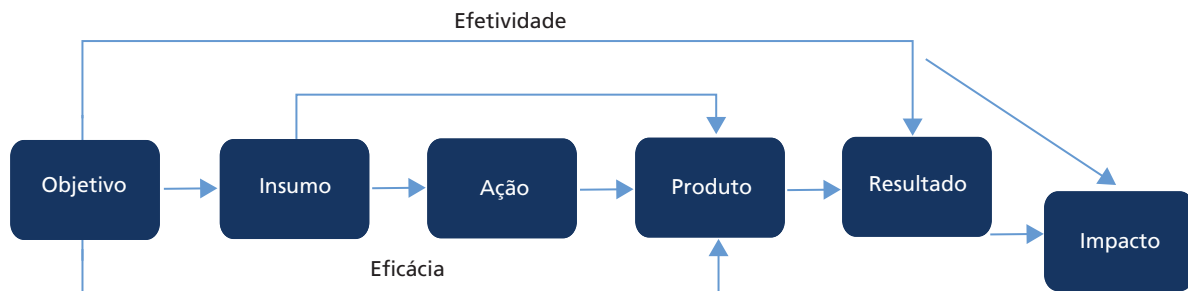 Efetividade
Objetivo
Insumo
Ação
Produto
Resultado
Impacto
Eficácia